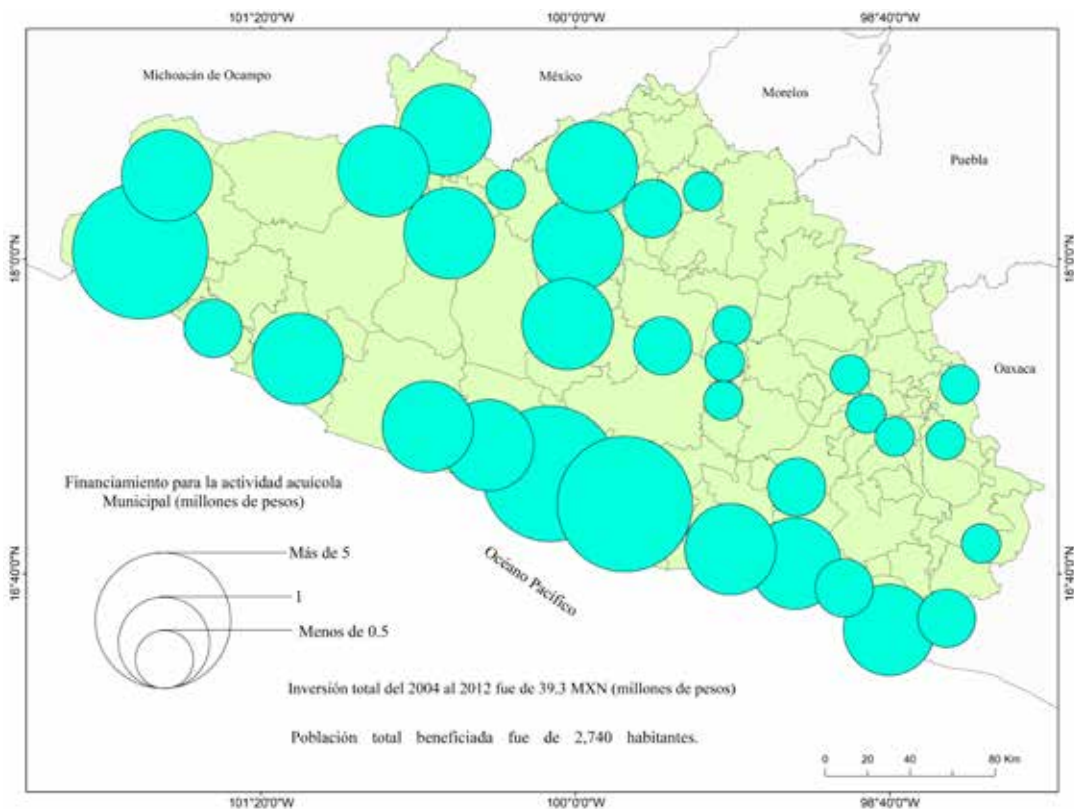 101°20'0"W
100°0'0"W
98°40'0"W
Michoacán de Ocampo
México
Morelos
Puebla
18°0'0"N
18°0'0"N
Oaxaca
Financiamiento para la actividad acuícola
Municipal (millones de pesos)
Más de 5
1
Menos de 0.5
Océano Pacífico
16°40'0"N
16°40'0"N
Inversión total del 2004 al 2012 fue de 39.3 MXN (millones de pesos)
Población total beneficiada fue de 2,740 habitantes.
0 20 40 80 Km
101°20'0"W
100°0'0"W
98°40'0"W